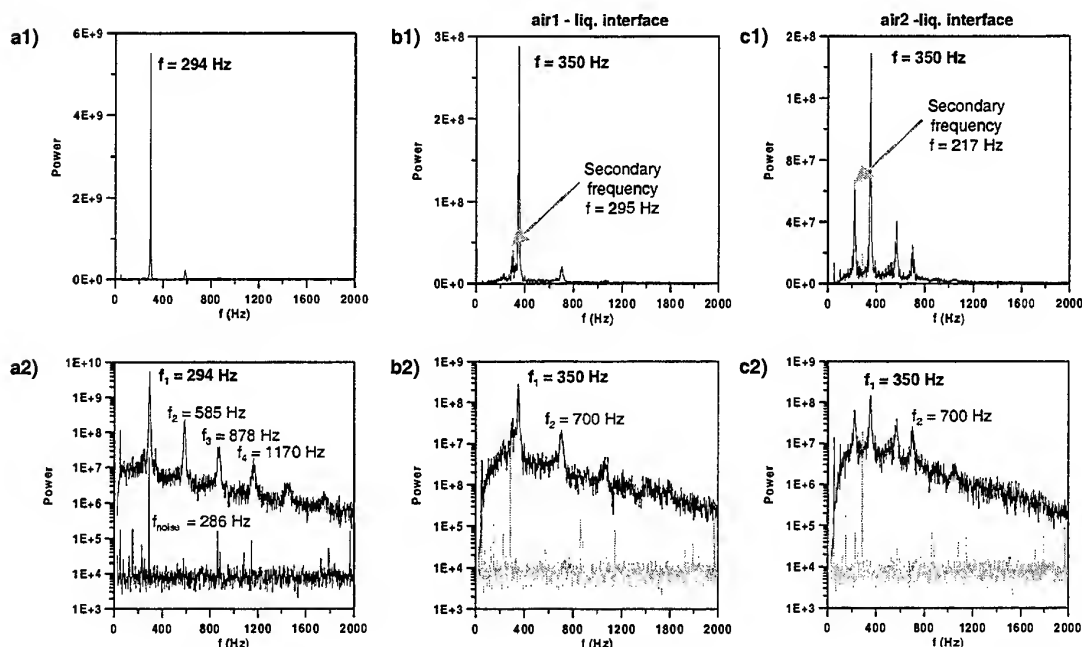 air1 - liq. interface
air2 -liq. interface
a1)
6E+9
4E+9
2E+9
0E+0
Power
f = 294 Hz
0 400 800 1200 1600 2000
f (Hz)
b1)
3E+8
2E+8
1E+8
0E+0
Power
f = 350 Hz
Secondary
frequency
f = 295 Hz
0 400 800 1200 1600 2000
f (Hz)
c1)
2E+8
1E+8
8E+7
4E+7
0E+0
Power
f = 350 Hz
Secondary
frequency
f = 217 Hz
0 400 800 1200 1600 2000
f (Hz)
a2)
1E+10
1E+9
1E+8
1E+7
1E+6
1E+5
1E+4
1E+3
Power
f1 = 294 Hz
f2 = 585 Hz
f3 = 878 Hz
f4 = 1170 Hz
fnoise = 286 Hz
0 400 800 1200 1600 2000
f (Hz)
b2)
1E+9
1E+8
1E+7
1E+6
1E+5
1E+4
1E+3
Power
f1 = 350 Hz
f2 = 700 Hz
0 400 800 1200 1600 2000
f (Hz)
c2)
1E+9
1E+8
1E+7
1E+6
1E+5
1E+4
1E+3
Power
f1 = 350 Hz
f2 = 700 Hz
0 400 800 1200 1600 2000
f (Hz)